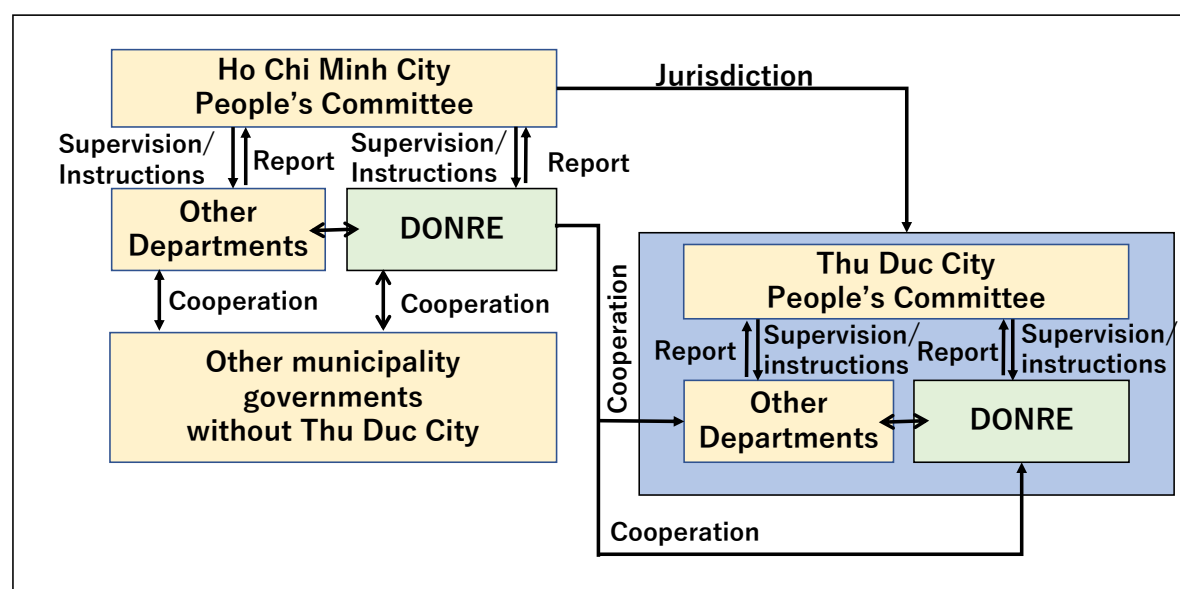 Ho Chi Minh City
People's Committee
Jurisdiction
Supervision/
Instructions
Report
Supervision/
Instructions
Report
Other
Departments
DONRE
Cooperation
Cooperation
Other municipality
governments
without Thu Duc City
Cooperation
Thu Duc City
People's Committee
Report
Supervision/
instructions
Report
Supervision/
instructions
Other
Departments
DONRE
Cooperation